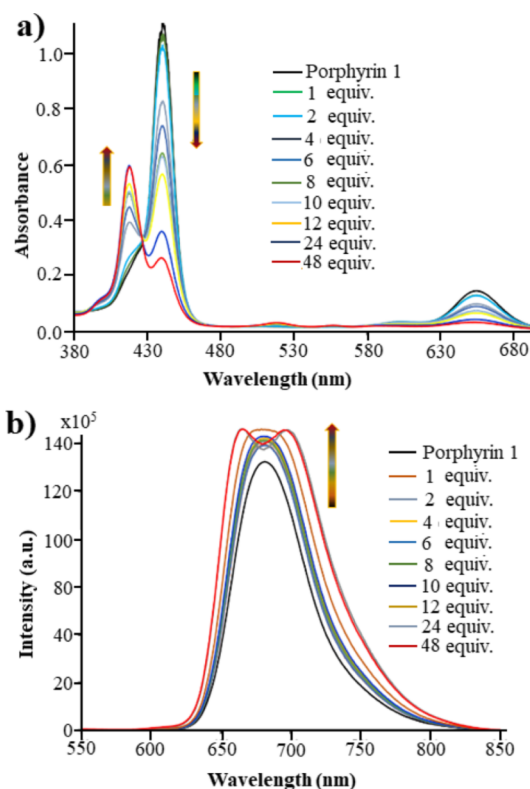 a)
1.0
0.8
0.6
0.4
0.2
0.0
Absorbance
Porphyrin 1
1 equiv.
2 equiv.
4 equiv.
6 equiv.
8 equiv.
10 equiv.
12 equiv.
24 equiv.
48 equiv.
380 430 480 530 580 630 680
Wavelength (nm)
b)
x10⁵
140
120
100
80
40
20
0
Intensity (a.u.)
Porphyrin 1
1 equiv.
2 equiv.
4 equiv.
6 equiv.
8 equiv.
10 equiv.
12 equiv.
24 equiv.
48 equiv.
550 600 650 700 750 800 850
Wavelength (nm)